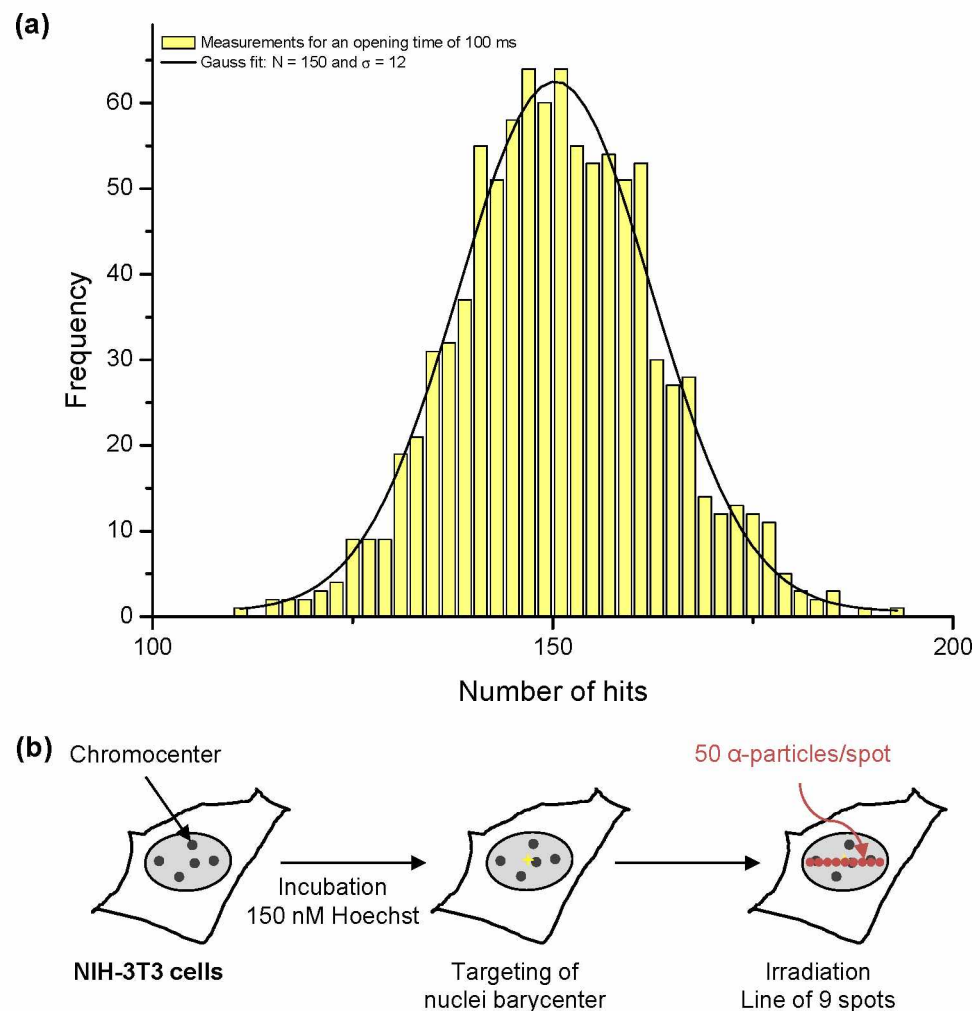 (a)
Measurements for an opening time of 100 ms
Gauss fit: N = 150 and σ = 12
60
50
40
30
20
10
0
Frequency
100
150
200
Number of hits
(b)
Chromocenter
50 α-particles/spot
Incubation
150 nM Hoechst
NIH-3T3 cells
Targeting of
nuclei barycenter
Irradiation
Line of 9 spots